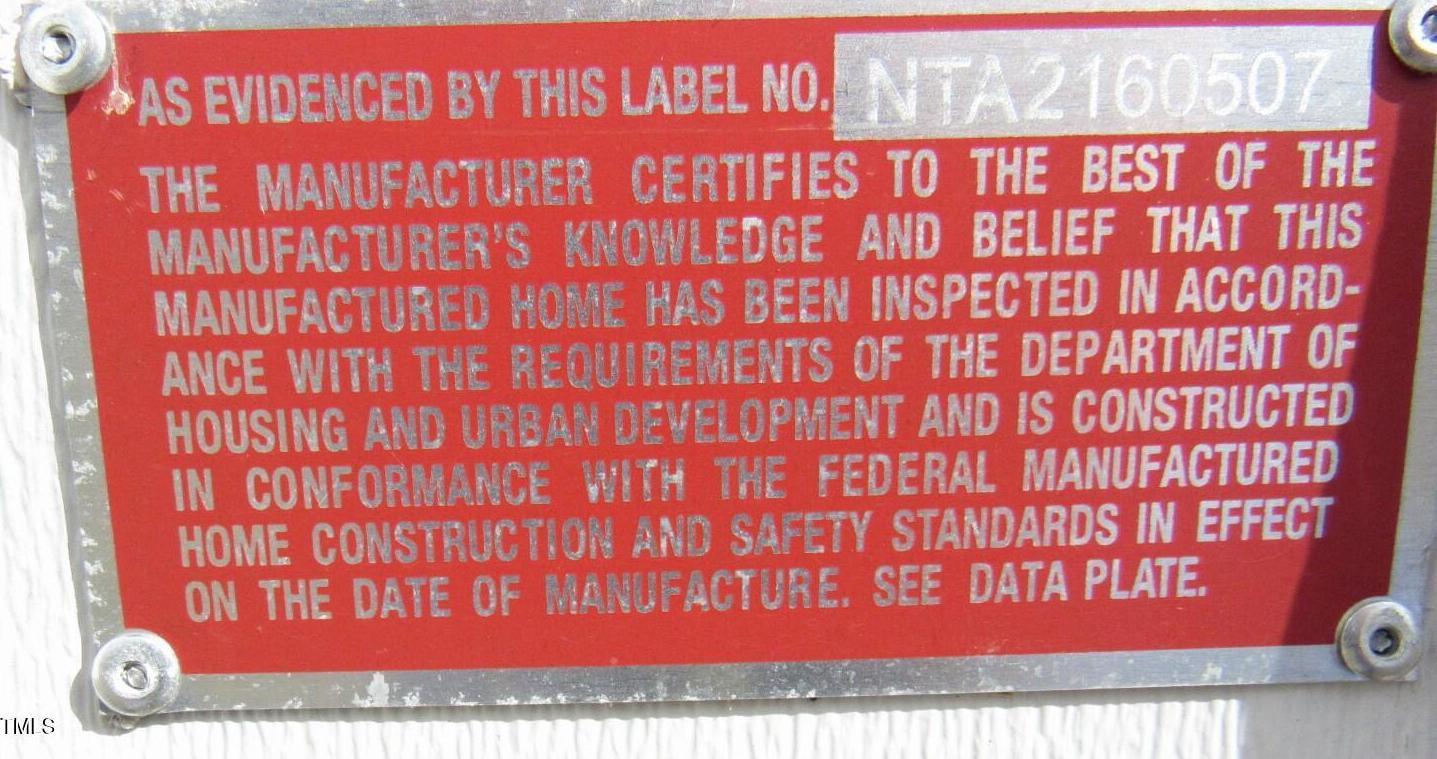 AS EVIDENCED BY THIS LABEL NO. NTA2160507
THE MANUFACTURER CERTIFIES TO THE BEST OF THE
MANUFACTURER'S KNOWLEDGE AND BELIEF THAT THIS
MANUFACTURED HOME HAS BEEN INSPECTED IN ACCORD-
ANCE WITH THE REQUIREMENTS OF THE DEPARTMENT OF
HOUSING AND URBAN DEVELOPMENT AND IS CONSTRUCTED
IN CONFORMANCE WITH THE FEDERAL MANUFACTURED
HOME CONSTRUCTION AND SAFETY STANDARDS IN EFFECT
ON THE DATE OF MANUFACTURE. SEE DATA PLATE.
TMLS